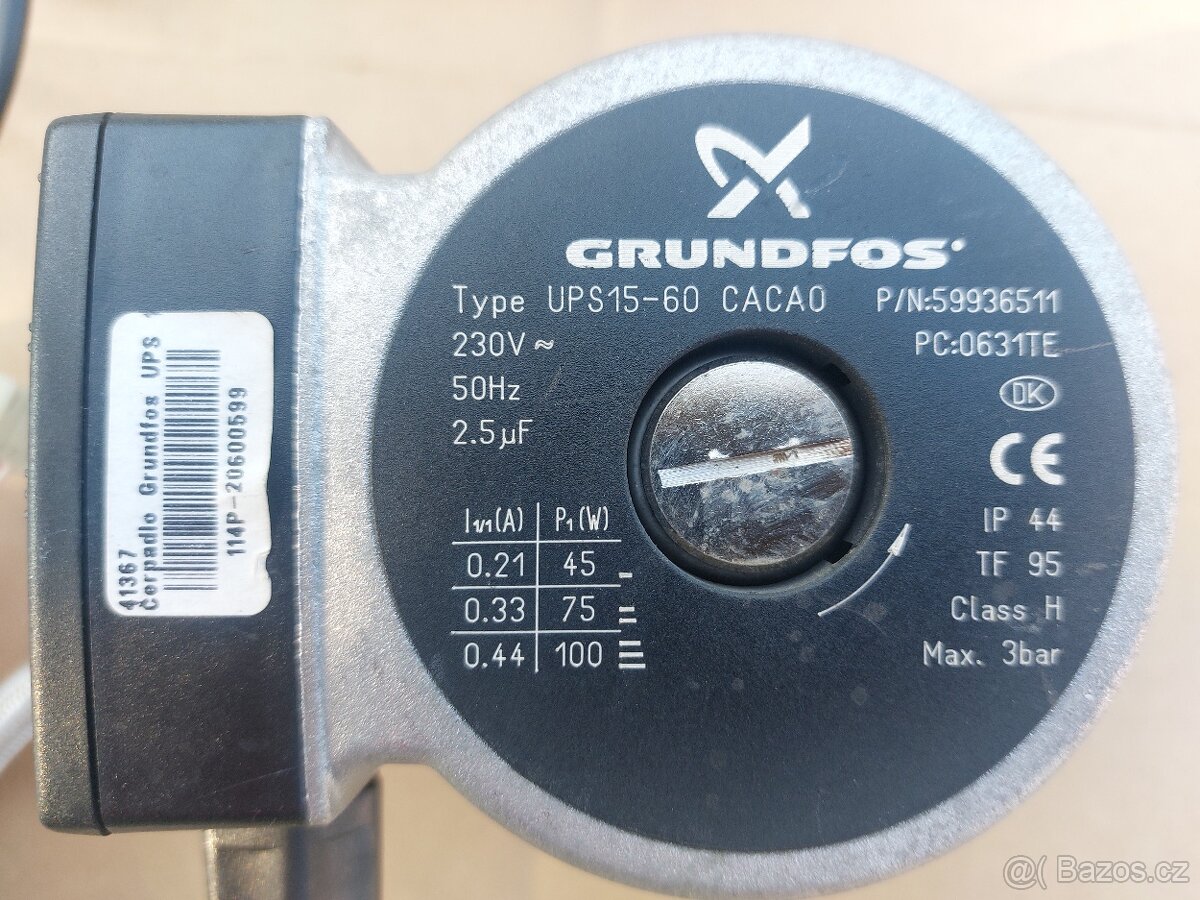 GRUNDFOS
Type UPS15-60 CACAO P/N:59936511
230V ≈ PC:0631TE
50Hz
2.5µF
DK
CE
I1/1(A) P1(W)
0.21 45
0.33 75
0.44 100
IP 44
TF 95
Class H
Max. 3bar
41367
Cerpadlo Grundfos UPS
114P-20600599
@( Bazos.cz